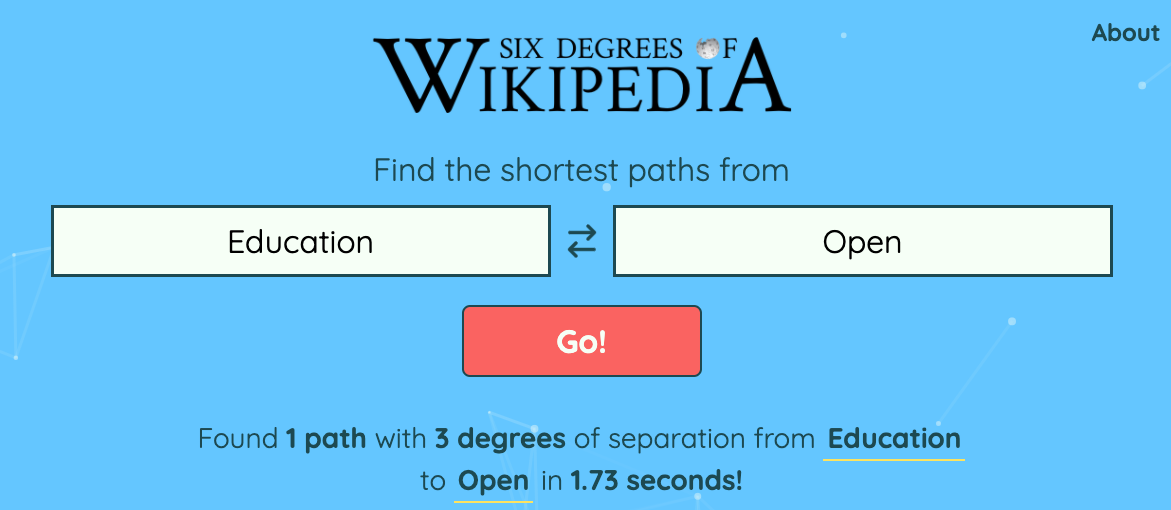 About
SIX DEGREES OF
WIKIPEDIA
Find the shortest paths from
Education
Open
Go!
Found 1 path with 3 degrees of separation from Education
to Open in 1.73 seconds!